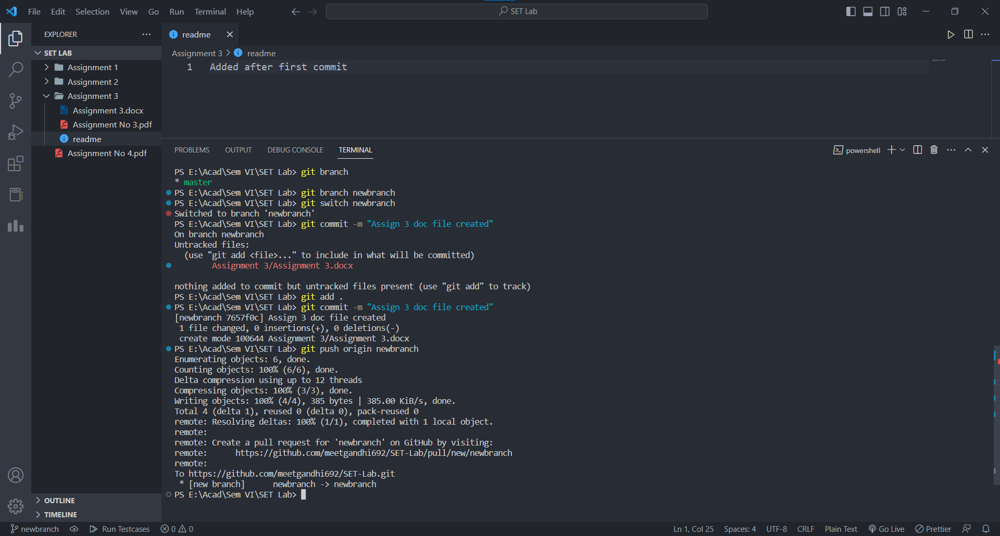 File Edit Selection View Go Run Terminal Help
SET Lab
EXPLORER
SET LAB
Assignment 1
Assignment 2
Assignment 3
Assignment 3.docx
Assignment No 3.pdf
readme
Assignment No 4.pdf
OUTLINE
TIMELINE
readme
Assignment 3 > readme
1 Added after first commit
PROBLEMS OUTPUT DEBUG CONSOLE TERMINAL
powershell
PS E:\Acad\Sem VI\SET Lab> git branch
* master
PS E:\Acad\Sem VI\SET Lab> git branch newbranch
PS E:\Acad\Sem VI\SET Lab> git switch newbranch
Switched to branch 'newbranch'
PS E:\Acad\Sem VI\SET Lab> git commit -m "Assign 3 doc file created"
On branch newbranch
Untracked files:
(use "git add <file>..." to include in what will be committed)
Assignment 3/Assignment 3.docx
nothing added to commit but untracked files present (use "git add" to track)
PS E:\Acad\Sem VI\SET Lab> git add .
PS E:\Acad\Sem VI\SET Lab> git commit -m "Assign 3 doc file created"
[newbranch 7657f0c] Assign 3 doc file created
1 file changed, 0 insertions(+), 0 deletions(-)
create mode 100644 Assignment 3/Assignment 3.docx
PS E:\Acad\Sem VI\SET Lab> git push origin newbranch
Enumerating objects: 6, done.
Counting objects: 100% (6/6), done.
Delta compression using up to 12 threads
Compressing objects: 100% (3/3), done.
Writing objects: 100% (4/4), 385 bytes | 385.00 KiB/s, done.
Total 4 (delta 1), reused 0 (delta 0), pack-reused 0
remote: Resolving deltas: 100% (1/1), completed with 1 local object.
remote:
remote: Create a pull request for 'newbranch' on GitHub by visiting:
remote:      https://github.com/meetgandhi692/SET-Lab/pull/new/newbranch
remote:
To https://github.com/meetgandhi692/SET-Lab.git
* [new branch]      newbranch -> newbranch
PS E:\Acad\Sem VI\SET Lab>
newbranch Run Testcases 0 0 Ln 1, Col 25 Spaces: 4 UTF-8 CRLF Plain Text Go Live Prettier